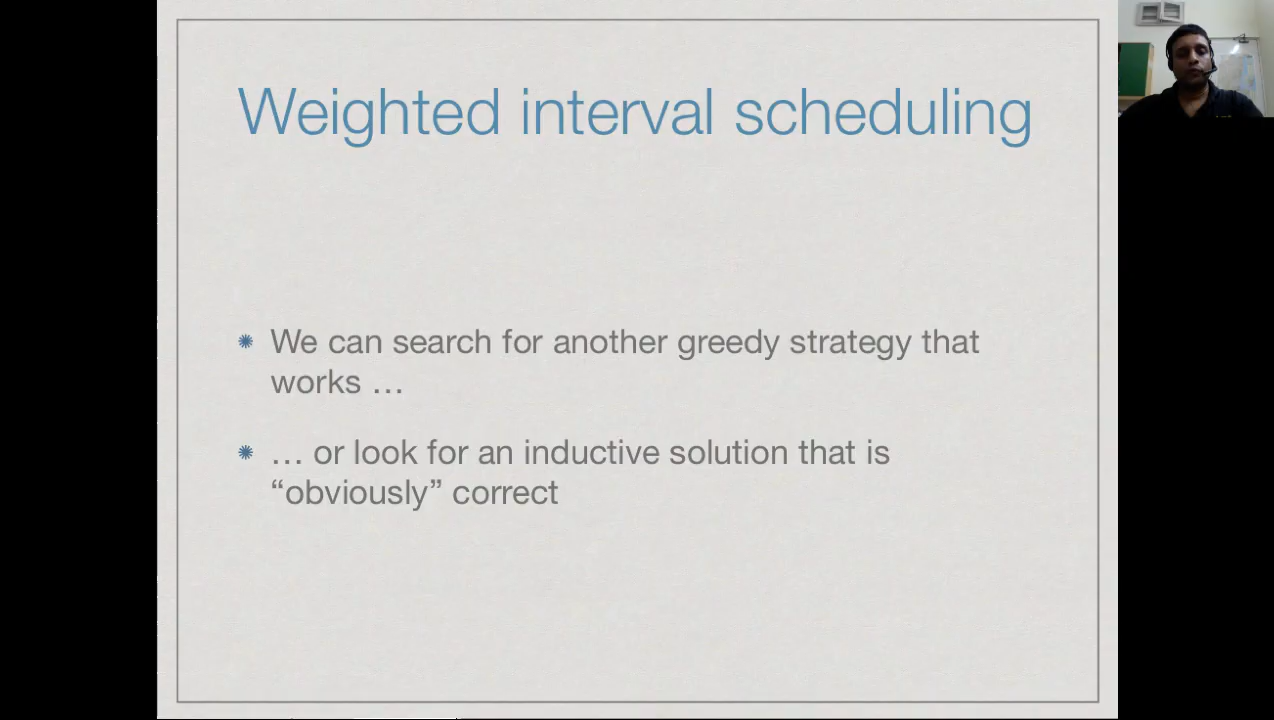 Weighted interval scheduling
We can search for another greedy strategy that
works …
… or look for an inductive solution that is
“obviously” correct